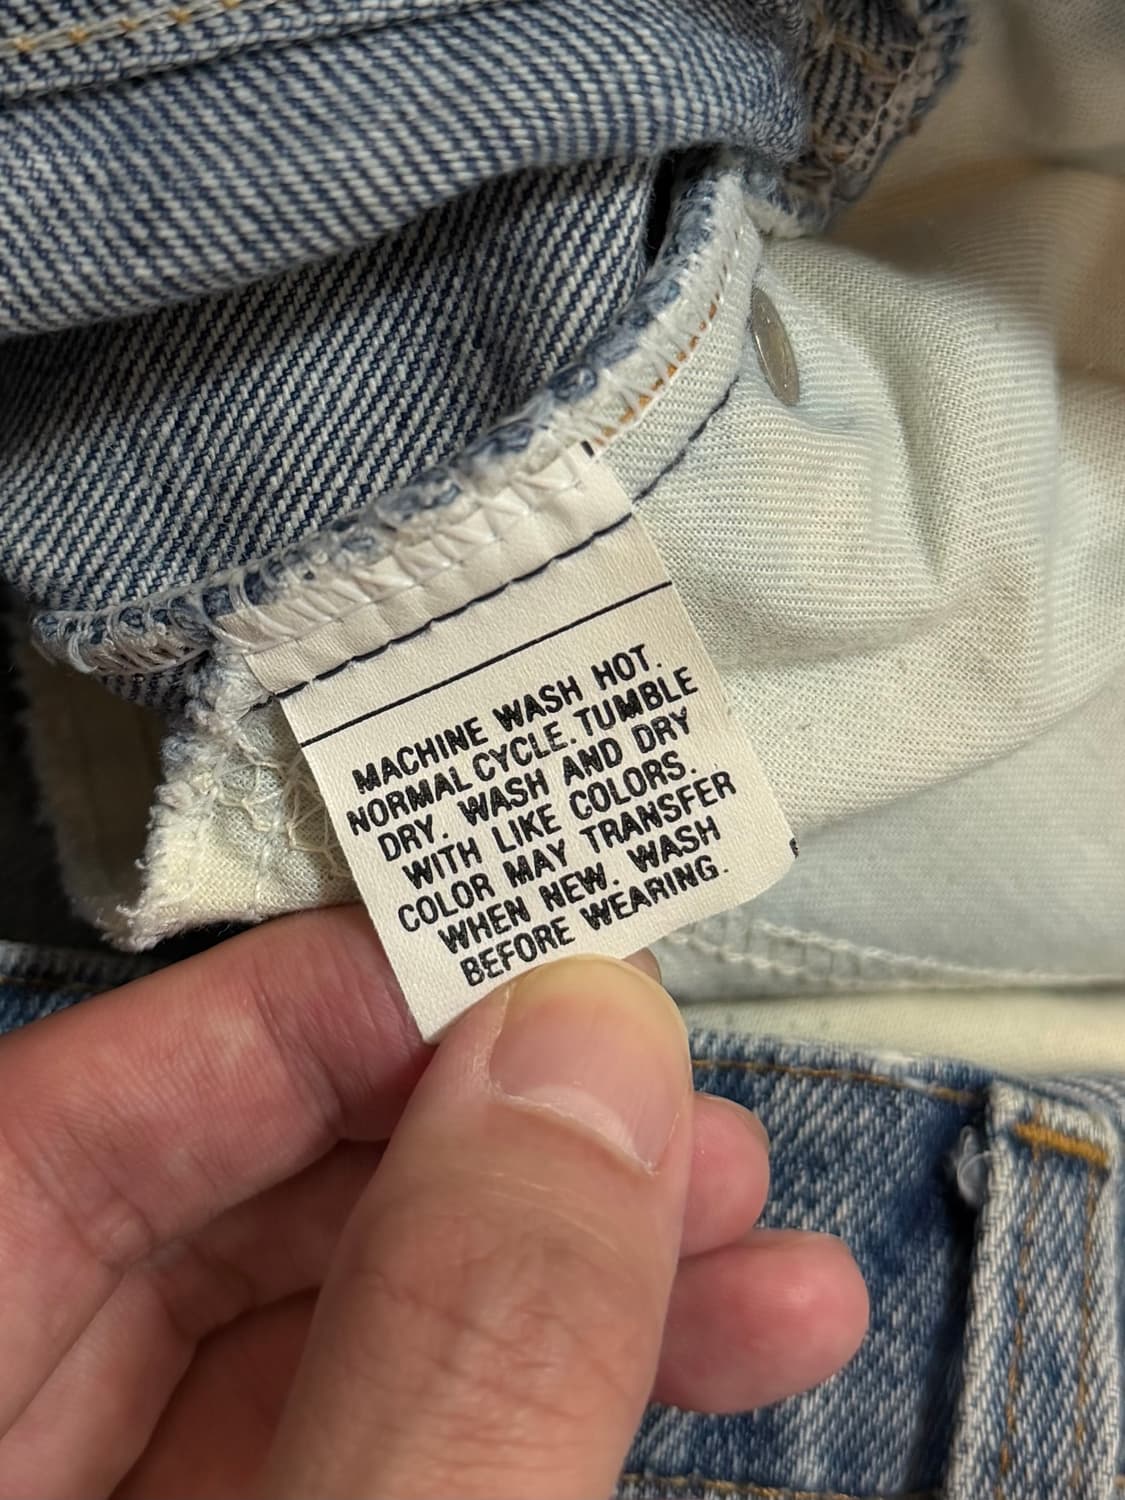 MACHINE WASH HOT.
NORMAL CYCLE. TUMBLE
DRY. WASH AND DRY
WITH LIKE COLORS.
COLOR MAY TRANSFER
WHEN NEW. WASH
BEFORE WEARING.